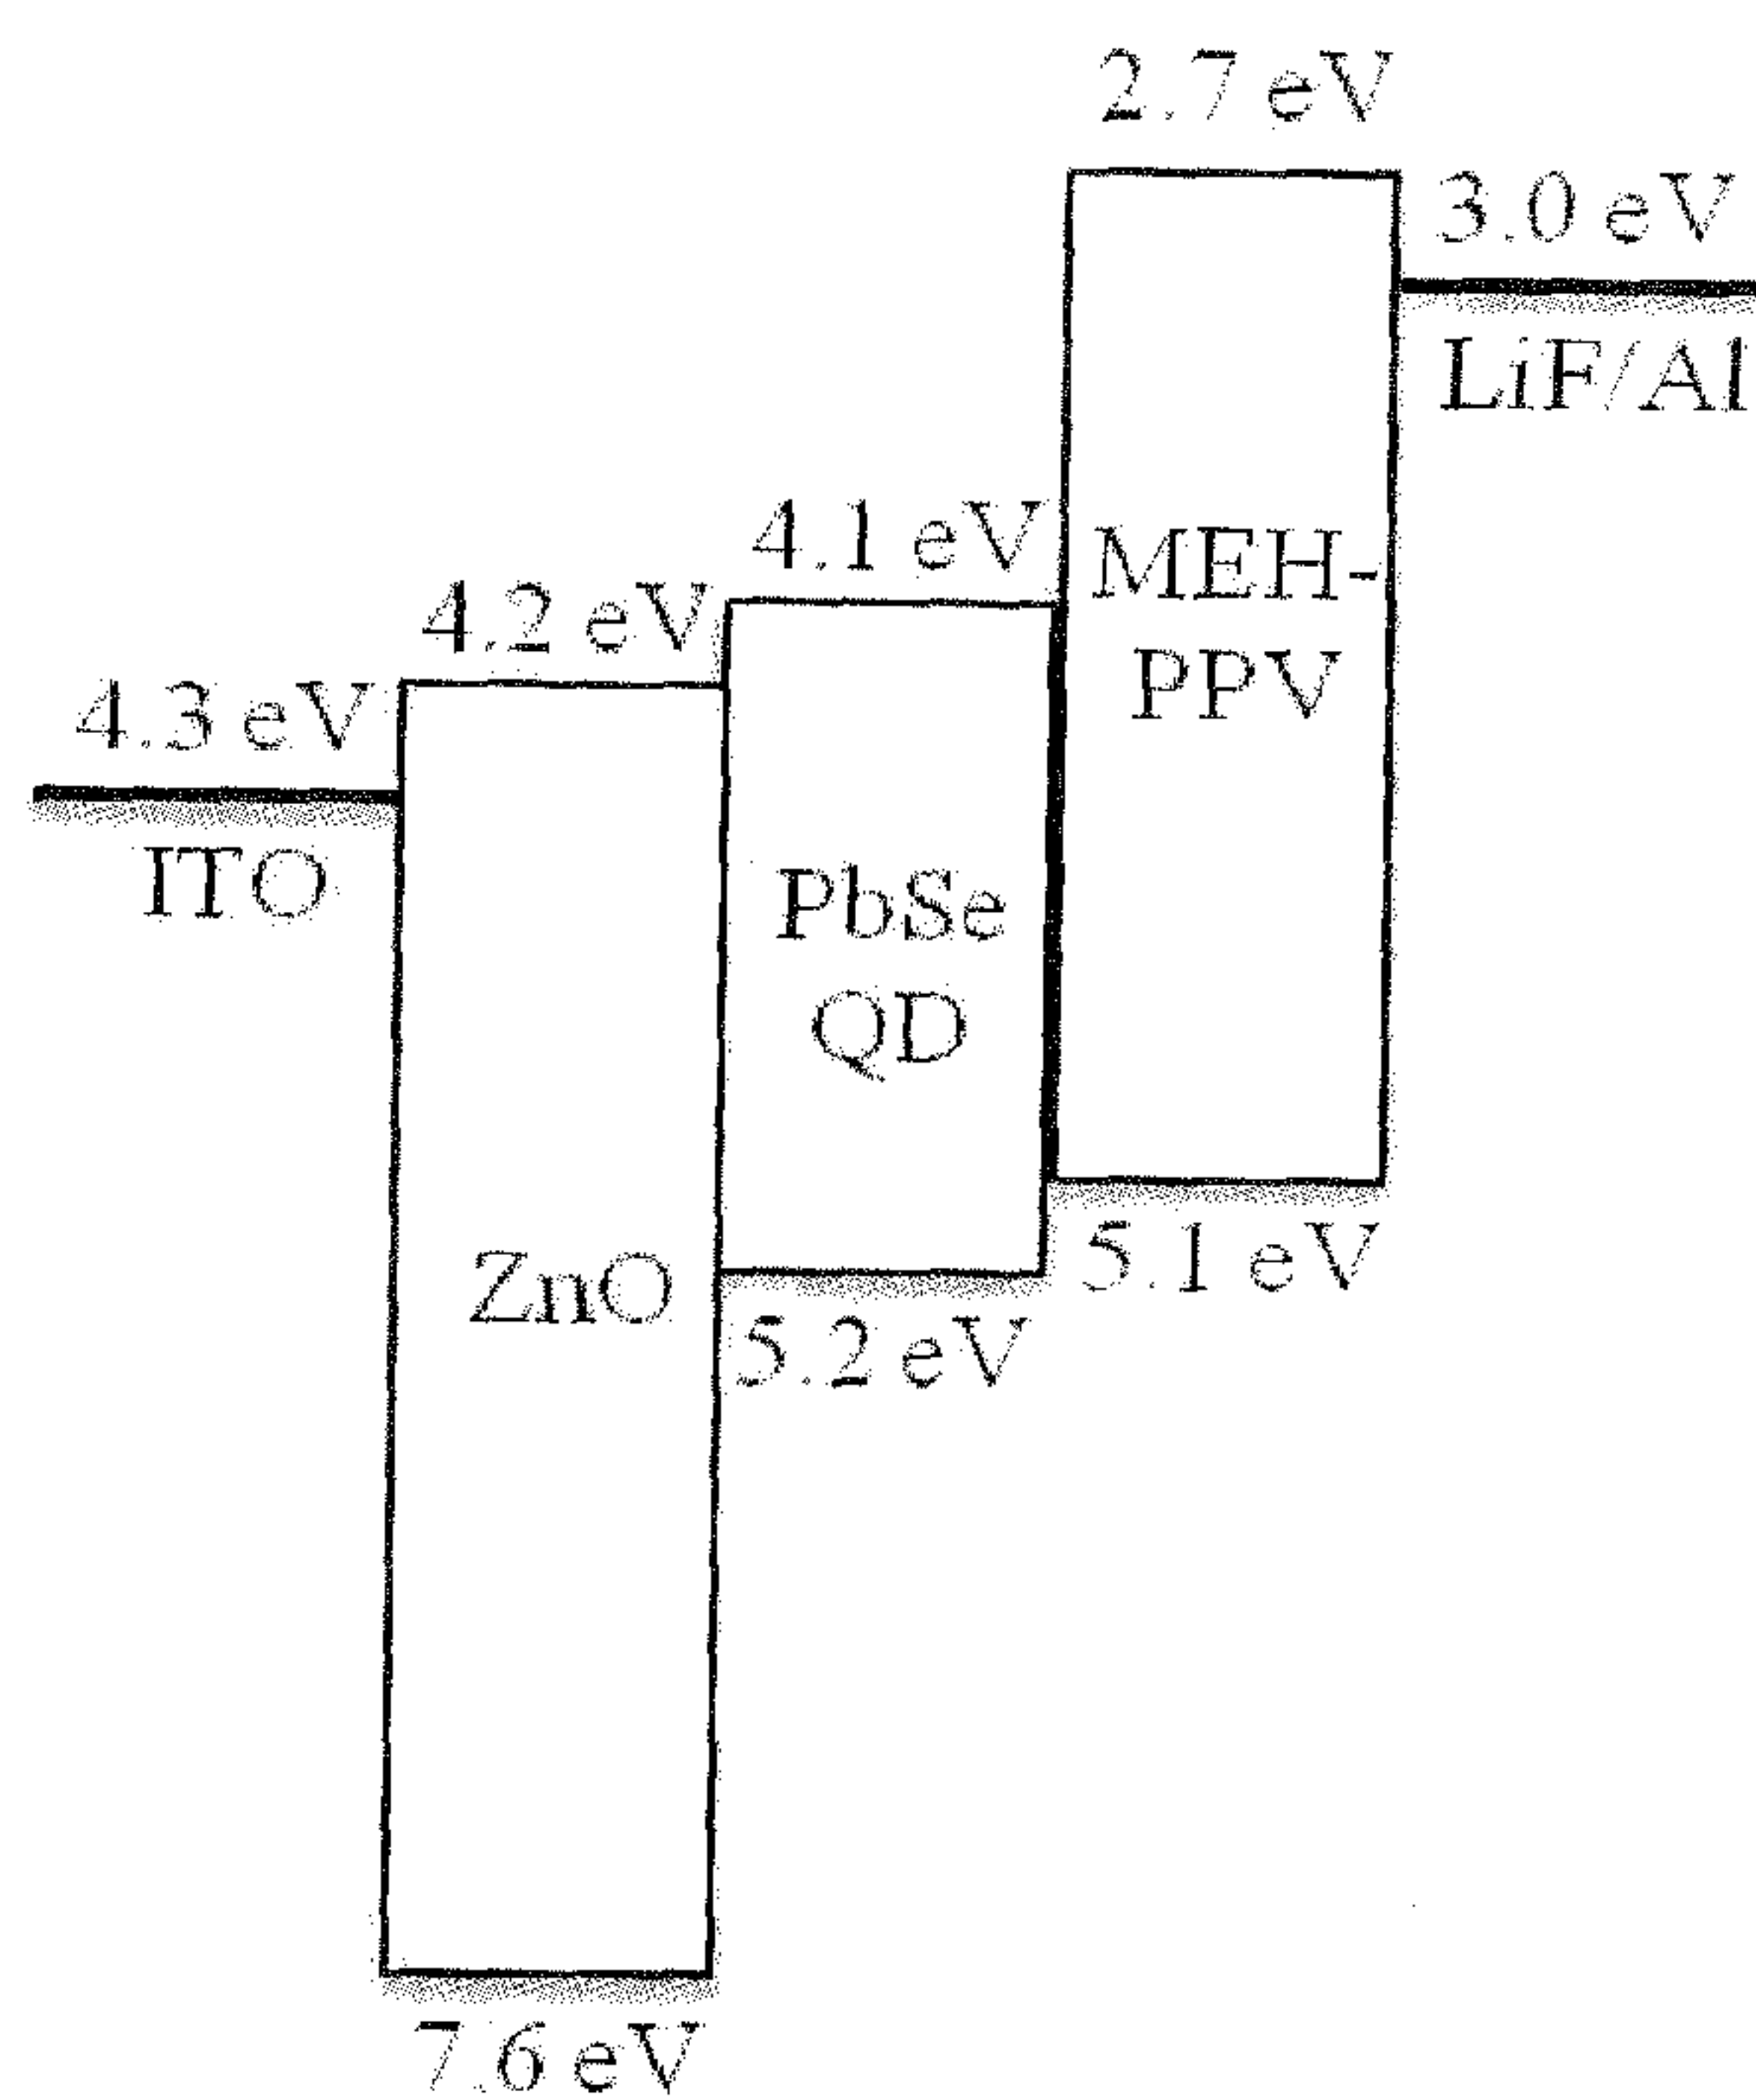 2.7 eV
3.0 eV
LiF/Al
4.1 eV
MEH-
PPV
4.2 eV
4.3 eV
ITO
PbSe
QD
ZnO
5.1 eV
5.2 eV
7.6 eV